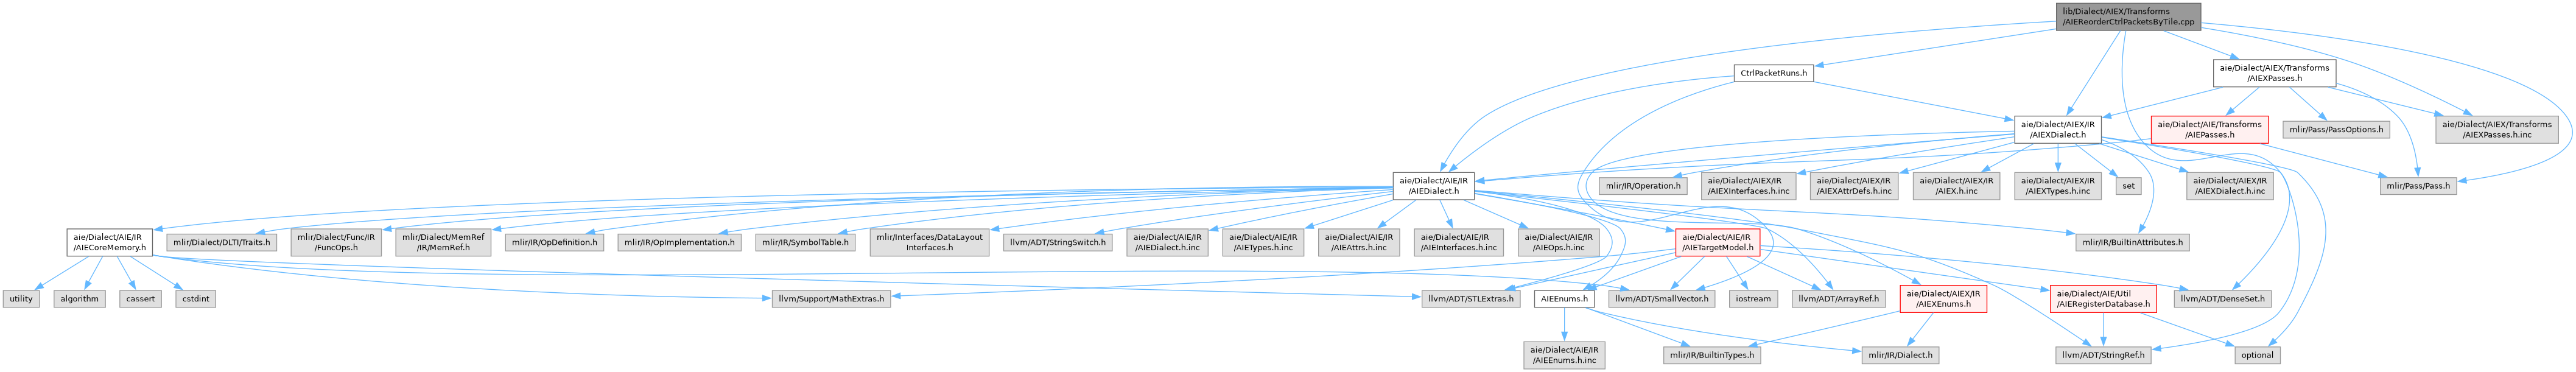 lib/Dialect/AIEX/Transforms
/AIEReorderCtrlPacketsByTile.cpp
CtrlPacketRuns.h
aie/Dialect/AIEX/Transforms
/AIEXPasses.h
aie/Dialect/AIEX/IR
/AIEXDialect.h
aie/Dialect/AIE/Transforms
/AIEPasses.h
mlir/Pass/PassOptions.h
aie/Dialect/AIEX/Transforms
/AIEXPasses.h.inc
aie/Dialect/AIE/IR
/AIEDialect.h
mlir/IR/Operation.h
aie/Dialect/AIEX/IR
/AIEXInterfaces.h.inc
aie/Dialect/AIEX/IR
/AIEXAttrDefs.h.inc
aie/Dialect/AIEX/IR
/AIEX.h.inc
aie/Dialect/AIEX/IR
/AIEXTypes.h.inc
set
aie/Dialect/AIEX/IR
/AIEXDialect.h.inc
mlir/Pass/Pass.h
aie/Dialect/AIE/IR
/AIECoreMemory.h
mlir/Dialect/DLTI/Traits.h
mlir/Dialect/Func/IR
/FuncOps.h
mlir/Dialect/MemRef
/IR/MemRef.h
mlir/IR/OpDefinition.h
mlir/IR/OpImplementation.h
mlir/IR/SymbolTable.h
mlir/Interfaces/DataLayout
Interfaces.h
llvm/ADT/StringSwitch.h
aie/Dialect/AIE/IR
/AIEDialect.h.inc
aie/Dialect/AIE/IR
/AIETypes.h.inc
aie/Dialect/AIE/IR
/AIEAttrs.h.inc
aie/Dialect/AIE/IR
/AIEInterfaces.h.inc
aie/Dialect/AIE/IR
/AIEOps.h.inc
aie/Dialect/AIE/IR
/AIETargetModel.h
mlir/IR/BuiltinAttributes.h
utility
algorithm
cassert
cstdint
llvm/Support/MathExtras.h
llvm/ADT/STLExtras.h
AIEEnums.h
llvm/ADT/SmallVector.h
iostream
llvm/ADT/ArrayRef.h
aie/Dialect/AIEX/IR
/AIEXEnums.h
aie/Dialect/AIE/Util
/AIERegisterDatabase.h
llvm/ADT/DenseSet.h
aie/Dialect/AIE/IR
/AIEEnums.h.inc
mlir/IR/BuiltinTypes.h
mlir/IR/Dialect.h
llvm/ADT/StringRef.h
optional